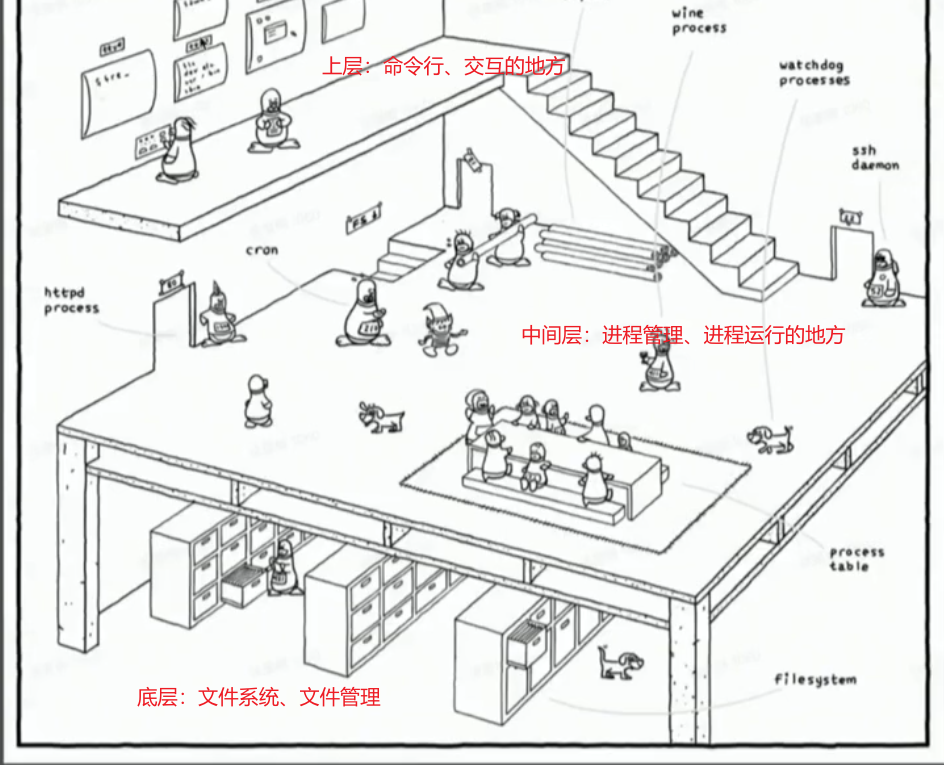 wine
process
上层：命令行、交互的地方
watchdog
processes
ssh
daemon
cron
httpd
process
中间层：进程管理、进程运行的地方
process
table
filesystem
底层：文件系统、文件管理